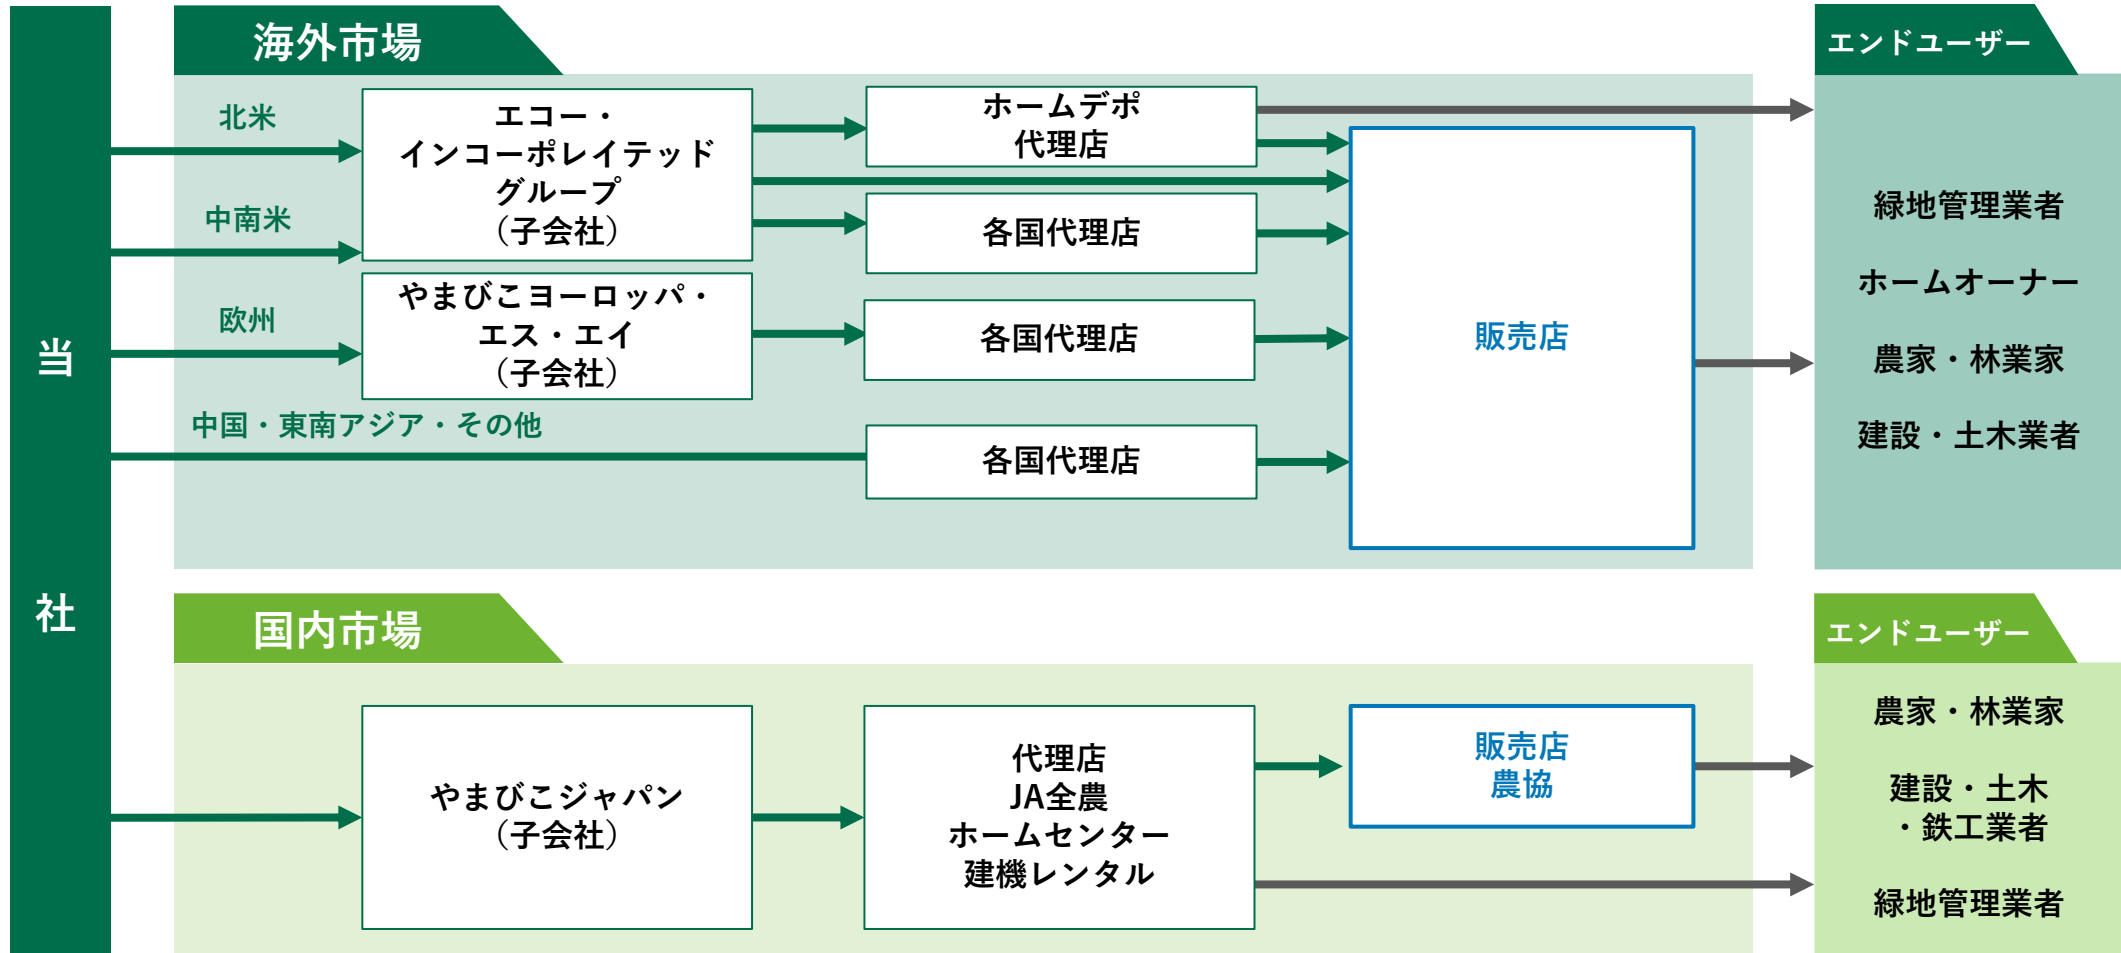 当
社
海外市場
北米
中南米
欧州
中国・東南アジア・その他
エコー・
インコーポレイテッド
グループ
（子会社）
やまびこヨーロッパ・
エス・エイ
（子会社）
ホームデポ
代理店
各国代理店
各国代理店
各国代理店
販売店
エンドユーザー
緑地管理業者
ホームオーナー
農家・林業家
建設・土木業者
国内市場
やまびこジャパン
（子会社）
代理店
JA全農
ホームセンター
建機レンタル
販売店
農協
エンドユーザー
農家・林業家
建設・土木
・鉄工業者
緑地管理業者